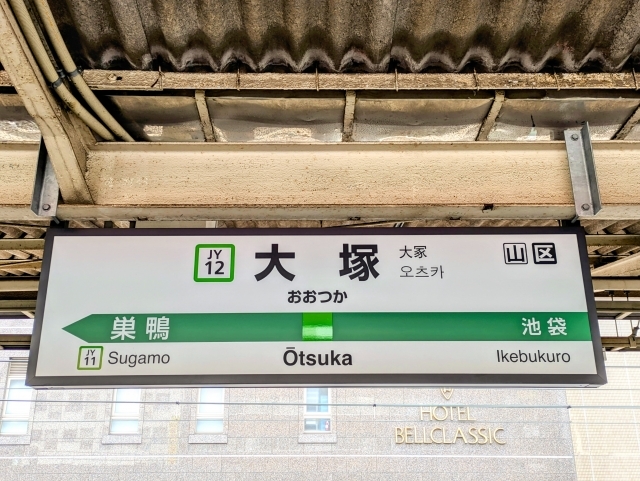 JY
12
大塚
大冢
오츠카
山 区
おおつか
巣鴨
池袋
JY
11
Sugamo
Ōtsuka
Ikebukuro
HOTEL
BELLCLASSIC